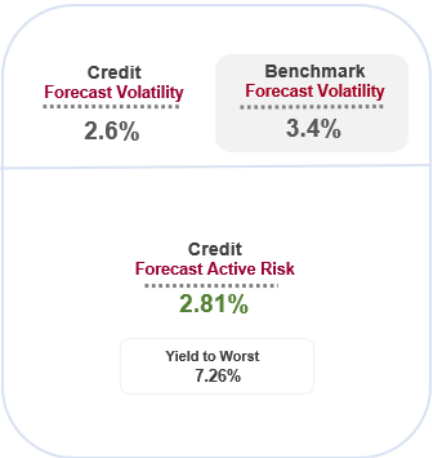 Credit
Forecast Volatility
2.6%
Benchmark
Forecast Volatility
3.4%
Credit
Forecast Active Risk
2.81%
Yield to Worst
7.26%